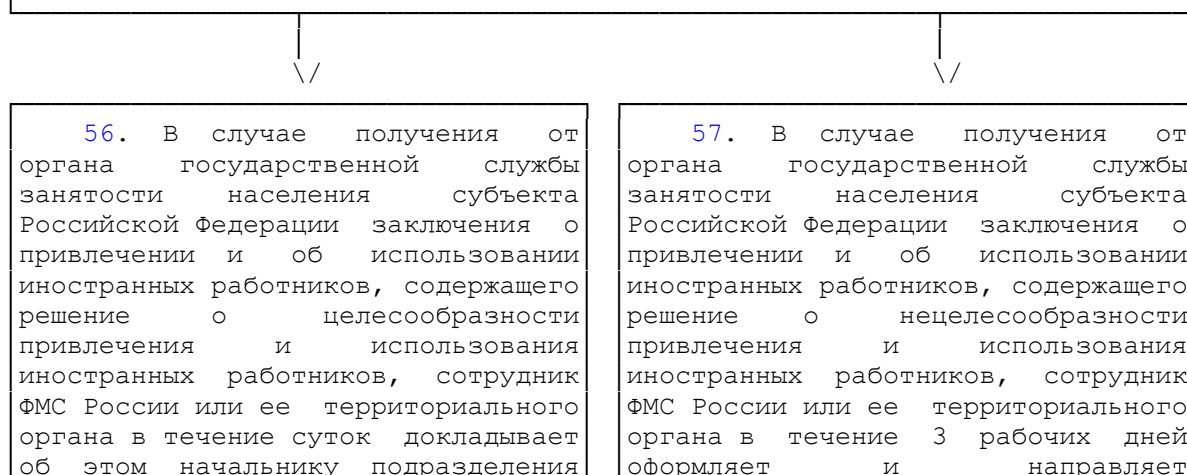 56. В случае получения от
органа государственной службы
занятости населения субъекта
Российской Федерации заключения о
привлечении и об использовании
иностранных работников, содержащего
решение о целесообразности
привлечения и использования
иностранных работников, сотрудник
ФМС России или ее территориального
органа в течение суток докладывает
об этом начальнику подразделения
57. В случае получения от
органа государственной службы
занятости населения субъекта
Российской Федерации заключения о
привлечении и об использовании
иностранных работников, содержащего
решение о нецелесообразности
привлечения и использования
иностранных работников, сотрудник
ФМС России или ее территориального
органа в течение 3 рабочих дней
оформляет и направляет